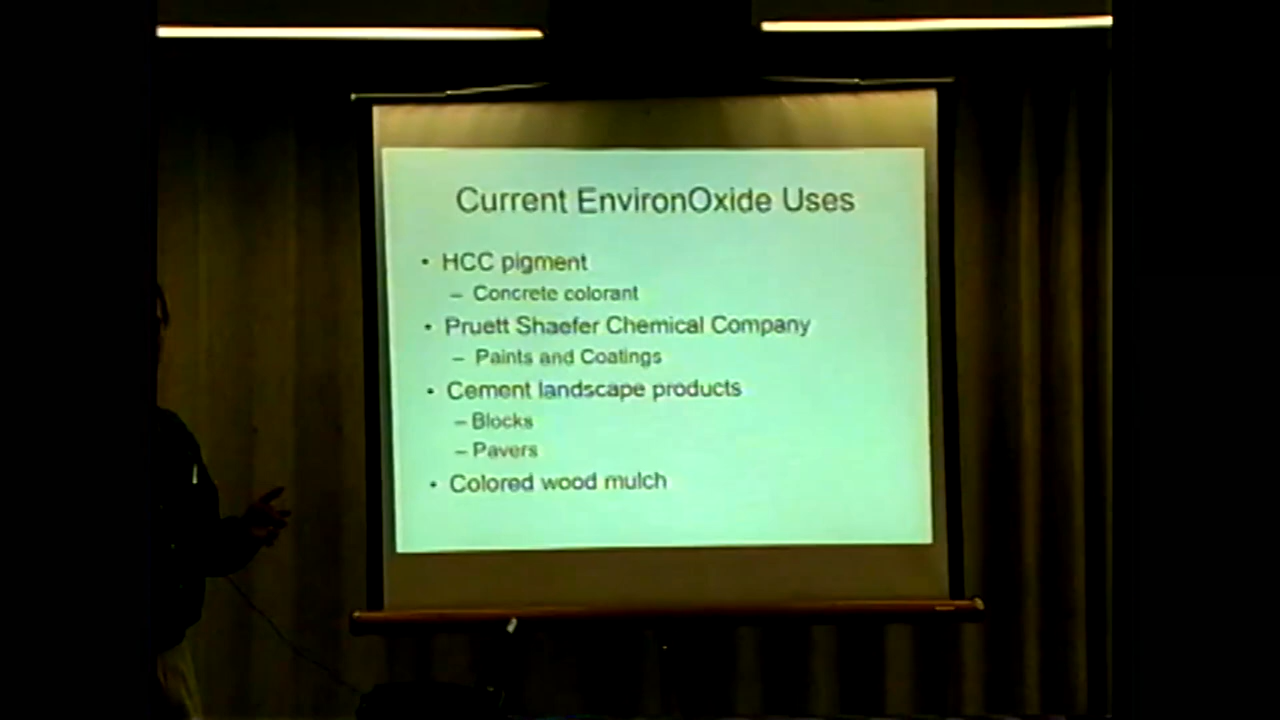 Current EnvironOxide Uses
• HCC pigment
– Concrete colorant
• Pruett Shaefer Chemical Company
– Paints and Coatings
• Cement landscape products
– Blocks
– Pavers
• Colored wood mulch